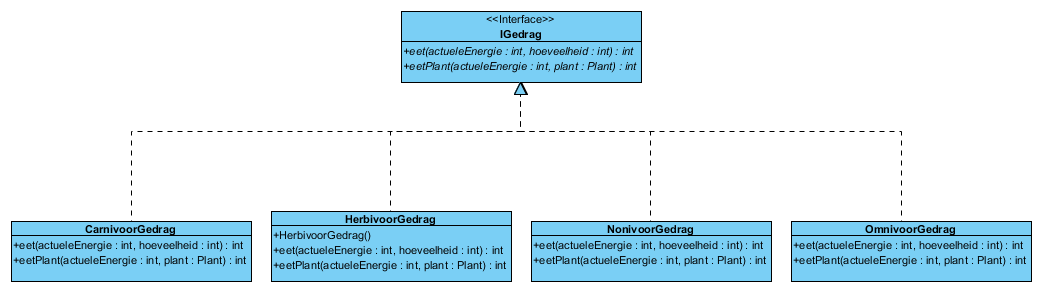 <<Interface>>
IGedrag
+eet(actueleEnergie : int, hoeveelheid : int) : int
+eetPlant(actueleEnergie : int, plant : Plant) : int
CarnivoorGedrag
+eet(actueleEnergie : int, hoeveelheid : int) : int
+eetPlant(actueleEnergie : int, plant : Plant) : int
HerbivoorGedrag
+HerbivoorGedrag()
+eet(actueleEnergie : int, hoeveelheid : int) : int
+eetPlant(actueleEnergie : int, plant : Plant) : int
NonivoorGedrag
+eet(actueleEnergie : int, hoeveelheid : int) : int
+eetPlant(actueleEnergie : int, plant : Plant) : int
OmnivoorGedrag
+eet(actueleEnergie : int, hoeveelheid : int) : int
+eetPlant(actueleEnergie : int, plant : Plant) : int